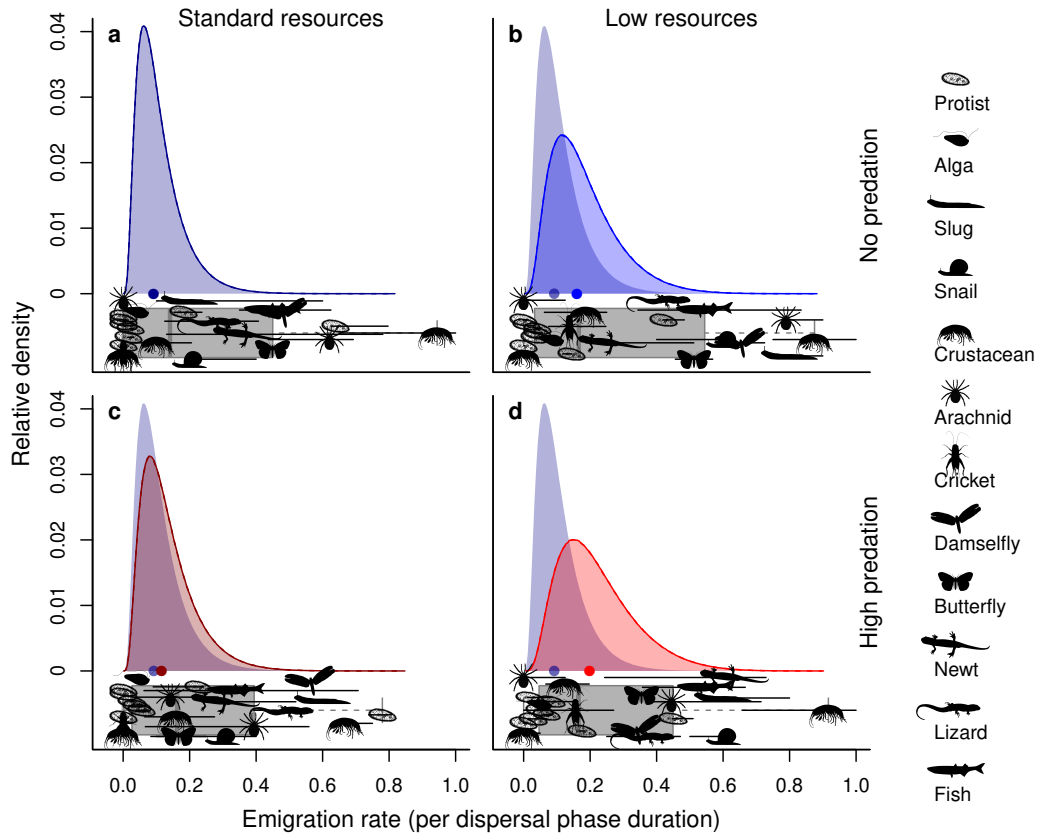 Standard resources
Low resources
a
b
0.04
0.03
0.02
0.01
0
No predation
c
d
0.04
0.03
0.02
0.01
0
High predation
Relative density
0.0 0.2 0.4 0.6 0.8 1.0
0.0 0.2 0.4 0.6 0.8 1.0
Emigration rate (per dispersal phase duration)
Protist
Alga
Slug
Snail
Crustacean
Arachnid
Cricket
Damselfly
Butterfly
Newt
Lizard
Fish